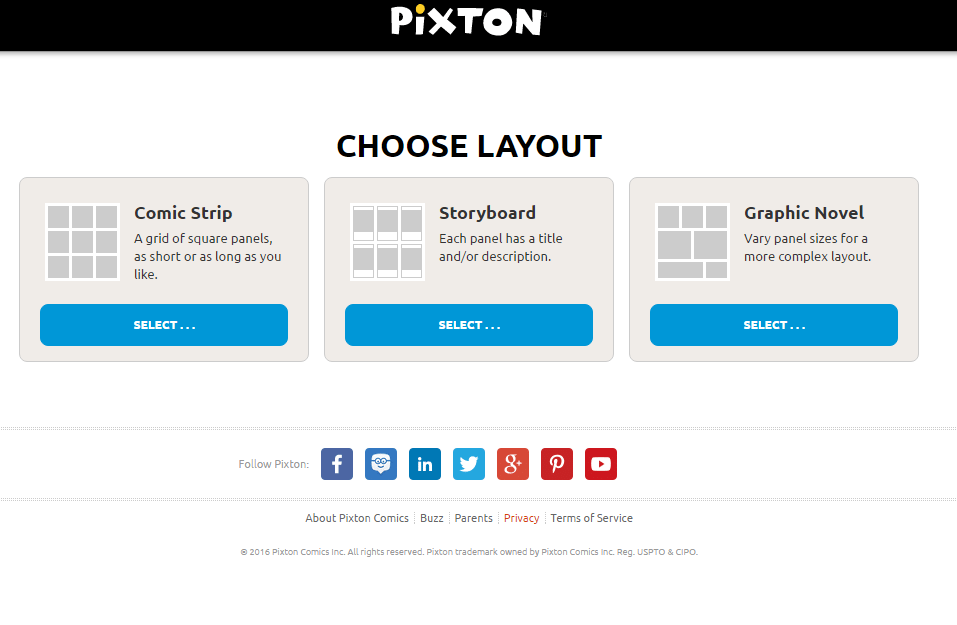 PiXTON
CHOOSE LAYOUT
Comic Strip
A grid of square panels,
as short or as long as you
like.
SELECT . . .
Storyboard
Each panel has a title
and/or description.
SELECT . . .
Graphic Novel
Vary panel sizes for a
more complex layout.
SELECT . . .
Follow Pixton:
About Pixton Comics Buzz Parents Privacy Terms of Service
© 2016 Pixton Comics Inc. All rights reserved. Pixton trademark owned by Pixton Comics Inc. Reg. USPTO & CIPO.